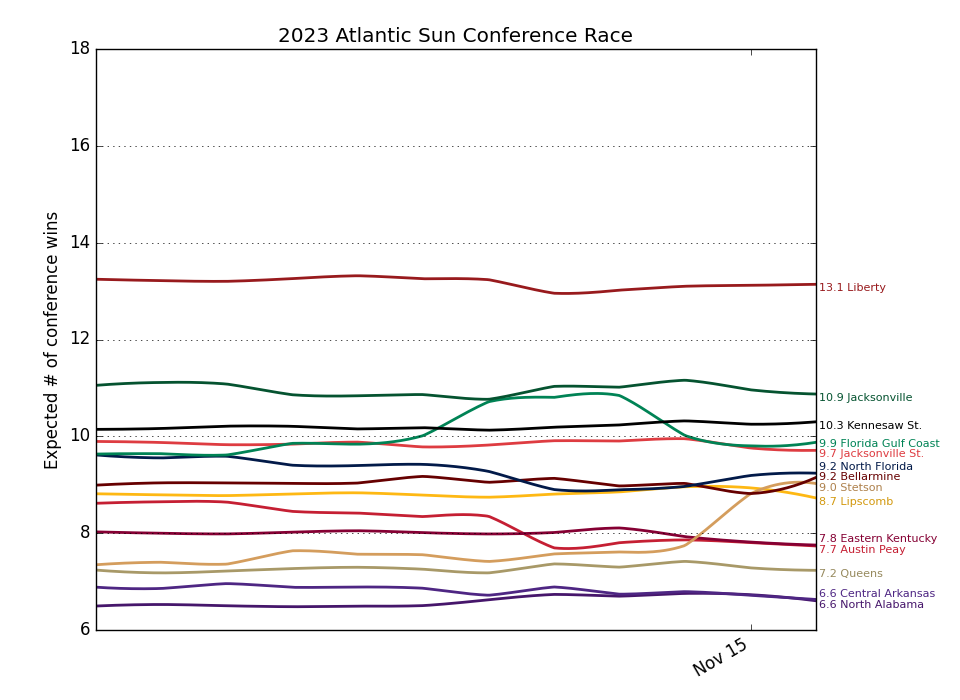 2023 Atlantic Sun Conference Race
Expected # of conference wins
18
16
14
12
10
8
6
13.1 Liberty
10.9 Jacksonville
10.3 Kennesaw St.
9.9 Florida Gulf Coast
9.7 Jacksonville St.
9.2 North Florida
9.2 Bellarmine
9.0 Stetson
8.7 Lipscomb
7.8 Eastern Kentucky
7.7 Austin Peay
7.2 Queens
6.6 Central Arkansas
6.6 North Alabama
Nov 15